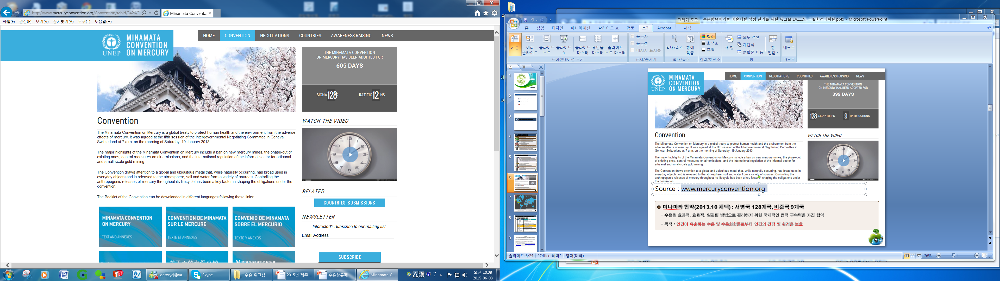 http://www.mercuryconvention.org/Convention/tabid/3426/D
Minamata Convent...
파일(F) 편집(E) 보기(V) 즐겨찾기(A) 도구(T) 도움말(H)
UNEP
MINAMATA
CONVENTION
ON MERCURY
HOME CONVENTION NEGOTIATIONS COUNTRIES AWARENESS RAISING NEWS
THE MINAMATA CONVENTION
ON MERCURY HAS BEEN ADOPTED FOR
605 DAYS
128
12
Convention
The Minamata Convention on Mercury is a global treaty to protect human health and the environment from the adverse
effects of mercury. It was agreed at the fifth session of the Intergovernmental Negotiating Committee in Geneva,
Switzerland at 7 a.m. on the morning of Saturday, 19 January 2013.
The major highlights of the Minamata Convention on Mercury include a ban on new mercury mines, the phase-out of
existing ones, control measures on air emissions, and the international regulation of the informal sector for artisanal
and small-scale gold mining.
The Convention draws attention to a global and ubiquitous metal that, while naturally occurring, has broad uses in
everyday objects and is released to the atmosphere, soil and water from a variety of sources. Controlling the
anthropogenic releases of mercury throughout its lifecycle has been a key factor in shaping the obligations under the
convention.
The Booklet of the Convention can be downloaded in different languages following these links:
MINAMATA CONVENTION
ON MERCURY
TEXT AND ANNEXES
CONVENTION DE MINAMATA
SUR LE MERCURE
TEXTE ET ANNEXES
CONVENIO DE MINAMATA
SOBRE EL MERCURIO
TEXTO Y ANEXOS
WATCH THE VIDEO
RELATED
COUNTRIES' SUBMISSIONS
NEWSLETTER
Interested? Subscribe to our mailing list
Email Address
SUBSCRIBE
gatorycj@ya...
Skype
수은 워크샵
2015년 제주 ...
수은함유폐...
Minamata C...
오전 10:08
2015-06-08
그리기 도구
수은함유폐기물 배출시설 적정 관리를 위한 워크숍(141119)_국립환경과학원.pptx - Microsoft PowerPoint
홈 삽입 디자인 애니메이션 슬라이드 쇼 검토 보기 Acrobat 서식
기본
여러 슬라이드
슬라이드 노트
슬라이드 쇼
슬라이드 마스터
유인물 마스터
슬라이드 노트 마스터
프레젠테이션 보기
눈금자
눈금선
메시지 표시줄
표시/숨기기
확대/축소
창에 맞춤
확대/축소
컬러
회색조
흑백
컬러/회색조
새 창
모두 정렬
계단식
분할줄 이동
창 전환
창
매크로
매크로
1
2
3
4
5
6
7
8
9
UNEP
MINAMATA
CONVENTION
ON MERCURY
HOME CONVENTION NEGOTIATIONS COUNTRIES AWARENESS RAISING NEWS
THE MINAMATA CONVENTION
ON MERCURY HAS BEEN ADOPTED FOR
399 DAYS
128 SIGNATURES 9 RATIFICATIONS
Convention
The Minamata Convention on Mercury is a global treaty to protect human health and the environment from the
adverse effects of mercury. It was agreed at the fifth session of the Intergovernmental Negotiating Committee in
Geneva, Switzerland at 7 a.m. on the morning of Saturday, 19 January 2013.
The major highlights of the Minamata Convention on Mercury include a ban on new mercury mines, the phase-out
of existing ones, control measures on air emissions, and the international regulation of the informal sector for
artisanal and small-scale gold mining.
The Convention draws attention to a global and ubiquitous metal that, while naturally occurring, has broad uses in
everyday objects and is released to the atmosphere, soil and water from a variety of sources. Controlling the
anthropogenic releases of mercury throughout its lifecycle has been a key factor in shaping the obligations under
the convention.
WATCH THE VIDEO
Source : www.mercuryconvention.org
미나마타 협약(2013.10 채택) : 서명국 128개국, 비준국 9개국
- 수은을 효과적, 효율적, 일관된 방법으로 관리하기 위한 국제적인 법적 구속력을 가진 협약
- 목적 : 인간이 유출하는 수은 및 수은화합물로부터 인간의 건강 및 환경을 보호
6
슬라이드 6/24 "Office 테마" 영어(미국)
76%